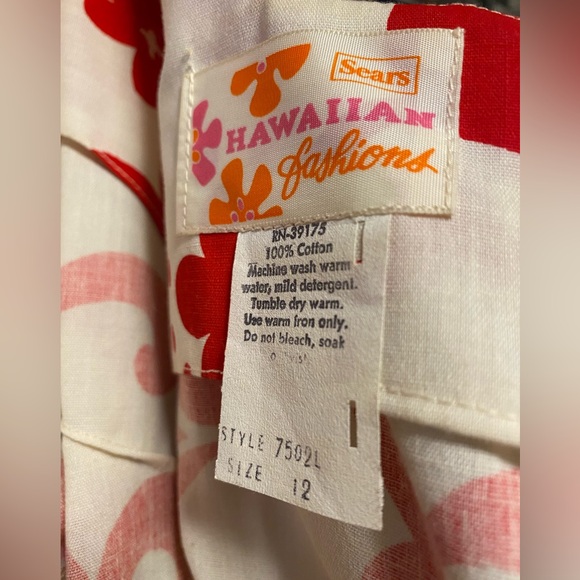 Sears
HAWAIIAN
fashions
RN-39175
100% Cotton
Machine wash warm
water, mild detergent.
Tumble dry warm.
Use warm iron only.
Do not bleach, soak
STYLE 7502L
SIZE 12